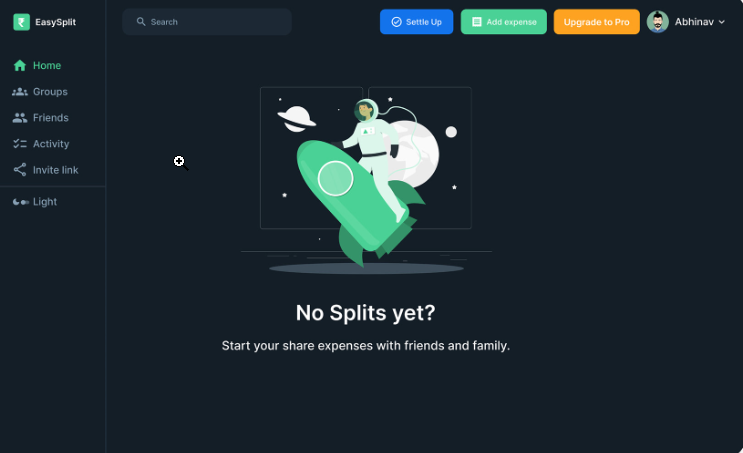 EasySplit
Search
Settle Up
Add expense
Upgrade to Pro
Abhinav
Home
Groups
Friends
Activity
Invite link
Light
No Splits yet?
Start your share expenses with friends and family.